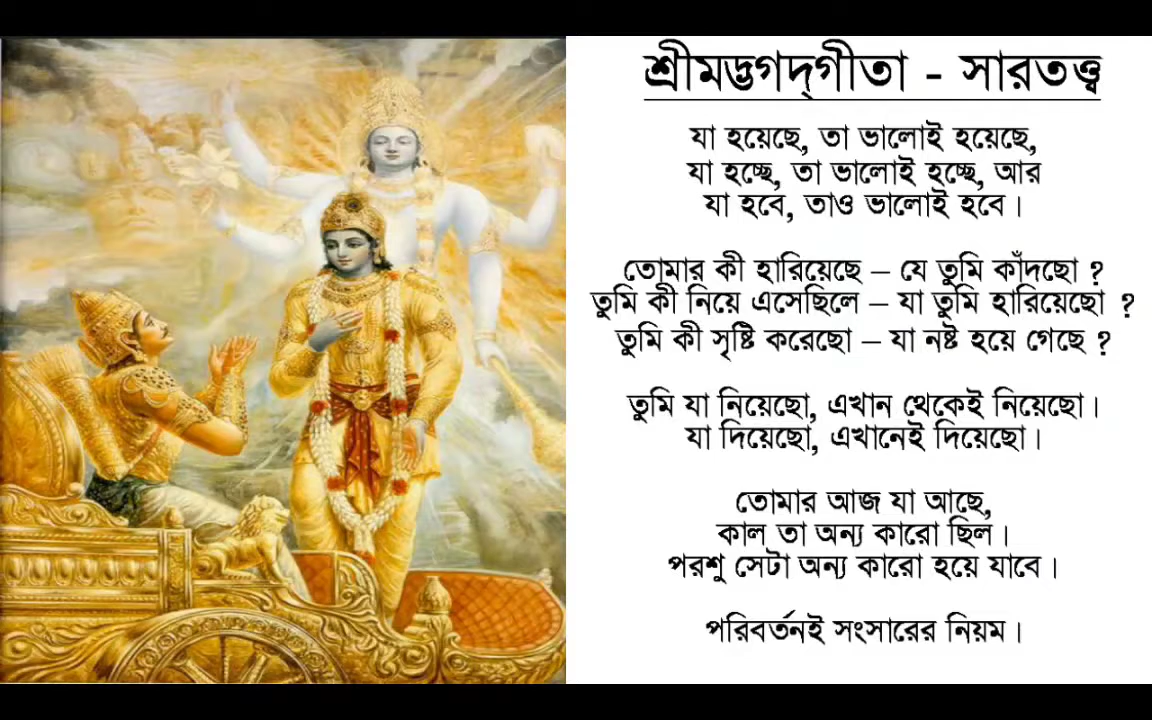 শ্রীমদ্ভগদ্‌গীতা - সারতত্ত্ব
যা হয়েছে, তা ভালোই হয়েছে,
যা হচ্ছে, তা ভালোই হচ্ছে, আর
যা হবে, তাও ভালোই হবে।
তোমার কী হারিয়েছে – যে তুমি কাঁদছো ?
তুমি কী নিয়ে এসেছিলে – যা তুমি হারিয়েছো ?
তুমি কী সৃষ্টি করেছো – যা নষ্ট হয়ে গেছে ?
তুমি যা নিয়েছো, এখান থেকেই নিয়েছো।
যা দিয়েছো, এখানেই দিয়েছো।
তোমার আজ যা আছে,
কাল তা অন্য কারো ছিল।
পরশু সেটা অন্য কারো হয়ে যাবে।
পরিবর্তনই সংসারের নিয়ম।